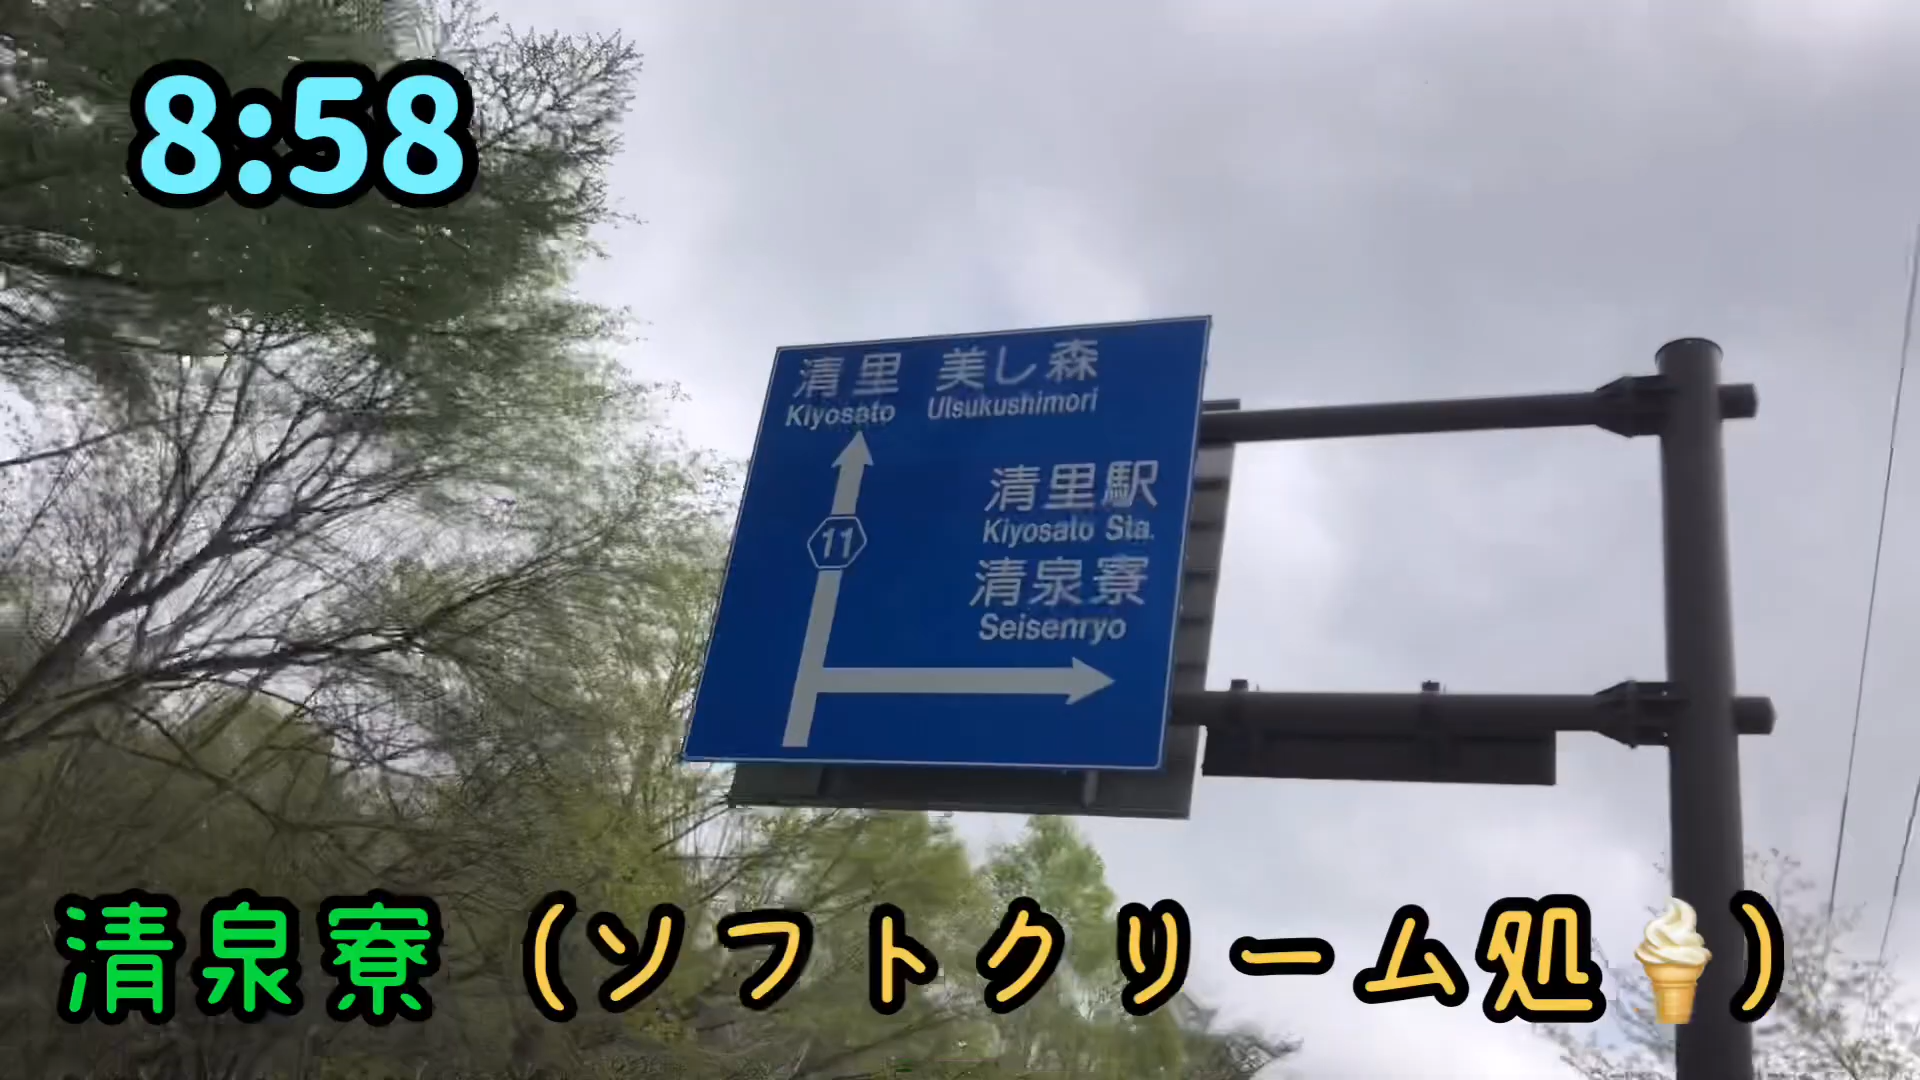 8:58
清里 美し森
Kiyosato Utsukushimori
11
清里駅
Kiyosato Sta.
清泉寮
Seisenryo
清泉寮（ソフトクリーム処🍦）